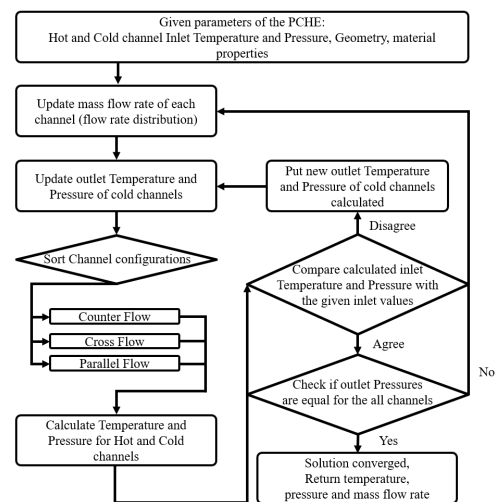 Given parameters of the PCHE:
Hot and Cold channel Inlet Temperature and Pressure, Geometry, material
properties
Update mass flow rate of each
channel (flow rate distribution)
Update outlet Temperature and
Pressure of cold channels
Put new outlet Temperature
and Pressure of cold channels
calculated
Disagree
Sort Channel configurations
Compare calculated inlet
Temperature and Pressure with
the given inlet values
Counter Flow
Cross Flow
Parallel Flow
Agree
No
Check if outlet Pressures
are equal for the all channels
Calculate Temperature and
Pressure for Hot and Cold
channels
Yes
Solution converged,
Return temperature,
pressure and mass flow rate